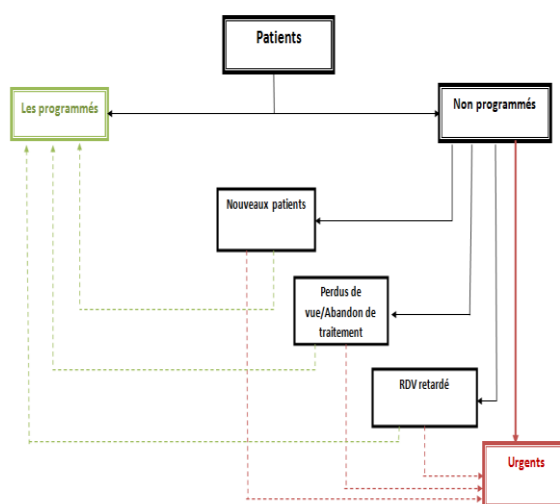 Patients
Les programmés
Non programmés
Nouveaux patients
Perdus de
vue/Abandon de
traitement
RDV retardé
Urgents